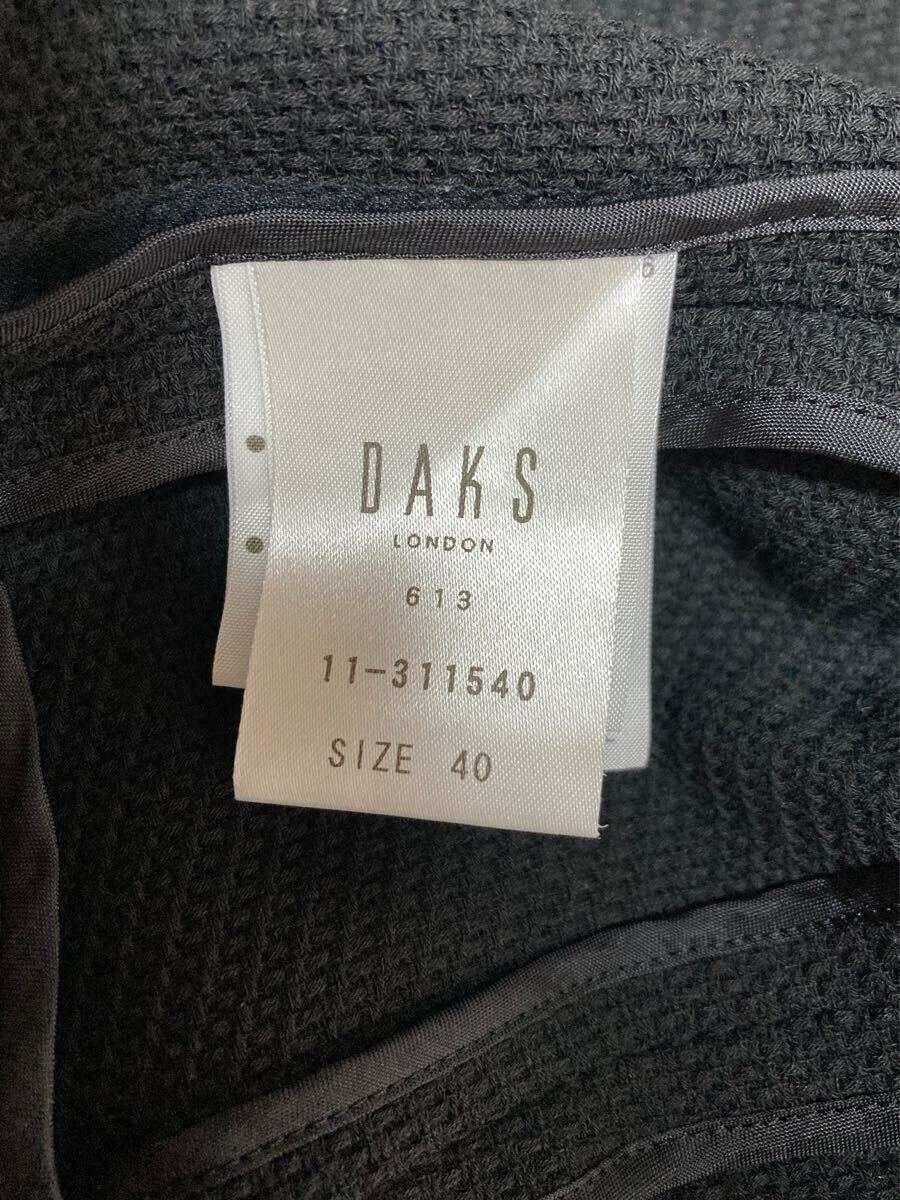 DAKS
LONDON
613
11-311540
SIZE 40